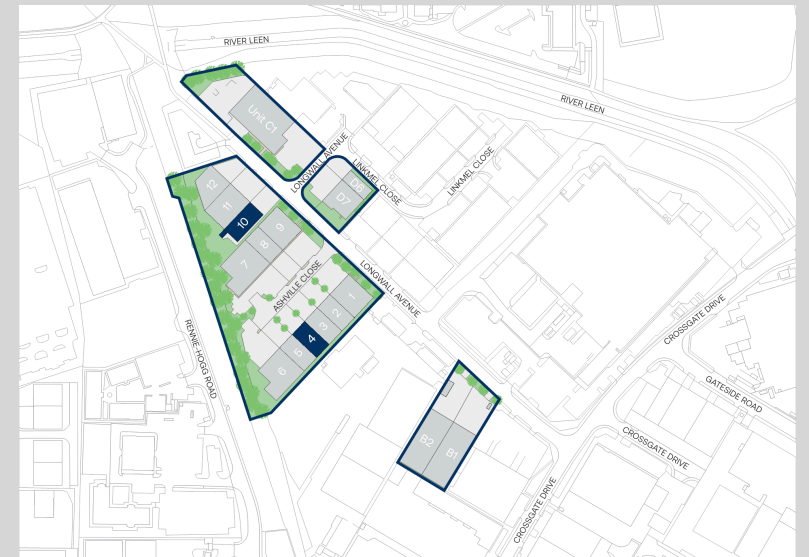 RIVER LEEN
RIVER LEEN
Unit C1
LONGWALL AVENUE
LINKMEL CLOSE
LINKMEL CLOSE
D6
D7
12
11
10
9
8
7
ASHVILLE CLOSE
LONGWALL AVENUE
1
2
3
4
5
6
RENNIE-HOGG ROAD
CROSSGATE DRIVE
GATESIDE ROAD
CROSSGATE DRIVE
B2
B1
CROSSGATE DRIVE